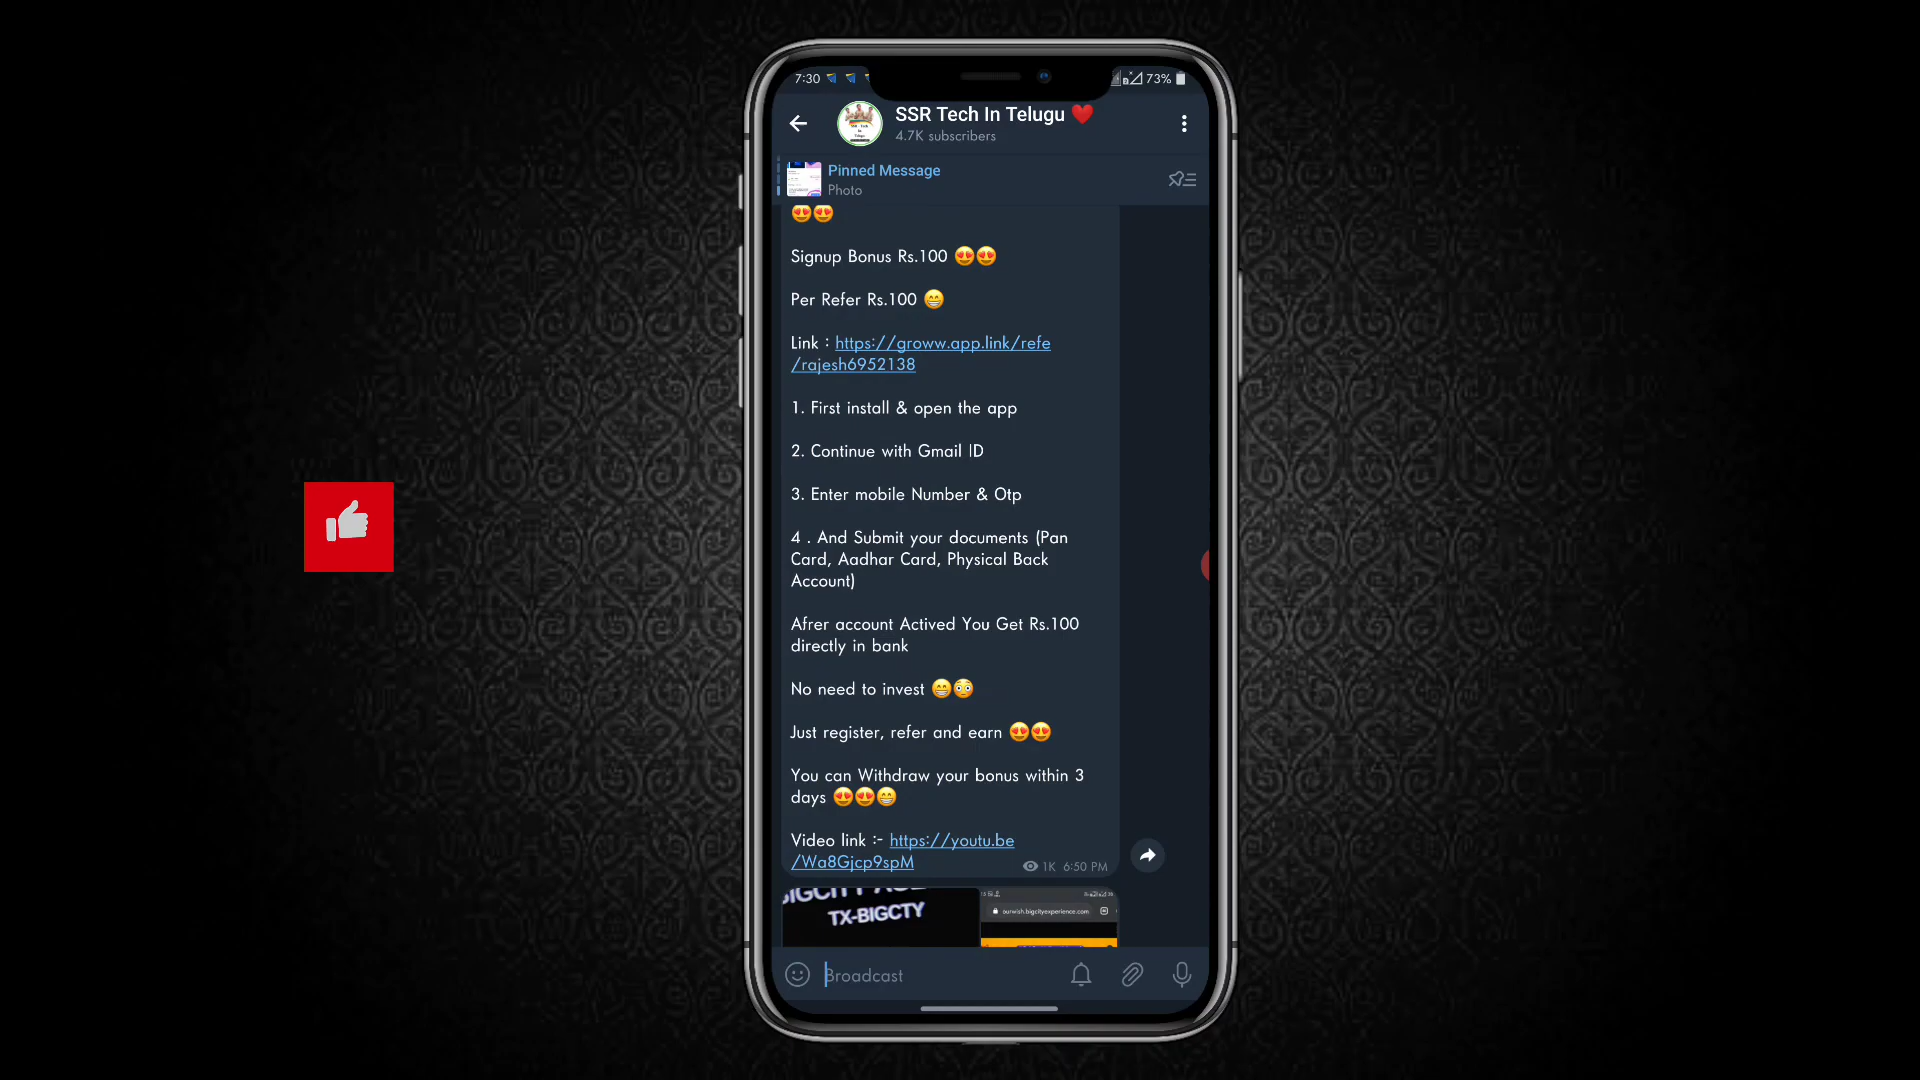 7:30
73%
SSR Tech In Telugu ❤️
4.7K subscribers
Pinned Message
Photo
😍😍
Signup Bonus Rs.100 😍😍
Per Refer Rs.100 😁
Link : https://groww.app.link/refe
/rajesh6952138
1. First install & open the app
2. Continue with Gmail ID
3. Enter mobile Number & Otp
4 . And Submit your documents (Pan
Card, Aadhar Card, Physical Back
Account)
Afrer account Actived You Get Rs.100
directly in bank
No need to invest 😁😳
Just register, refer and earn 😍😍
You can Withdraw your bonus within 3
days 😍😍😁
Video link :- https://youtu.be
/Wa8Gjcp9spM
1K 6:50 PM
TX-BIGCTY
ourwish.bigcityexperience.com
Broadcast